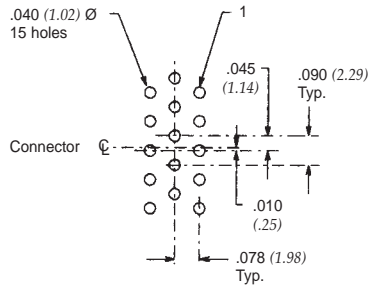 .040 (1.02) Ø
15 holes
1
.045
(1.14)
.090 (2.29)
Typ.
Connector ℄
.010
(.25)
.078 (1.98)
Typ.